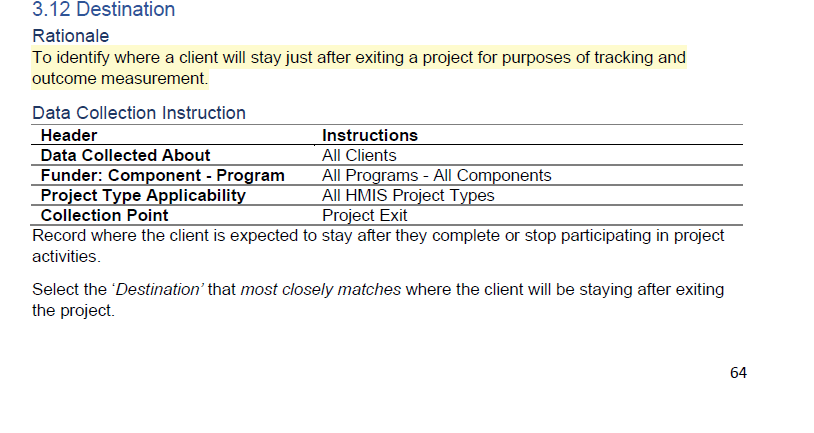 3.12 Destination
Rationale
To identify where a client will stay just after exiting a project for purposes of tracking and
outcome measurement.
Data Collection Instruction
Header Instructions
Data Collected About All Clients
Funder: Component - Program All Programs - All Components
Project Type Applicability All HMIS Project Types
Collection Point Project Exit
Record where the client is expected to stay after they complete or stop participating in project
activities.
Select the ‘Destination’ that most closely matches where the client will be staying after exiting
the project.
64